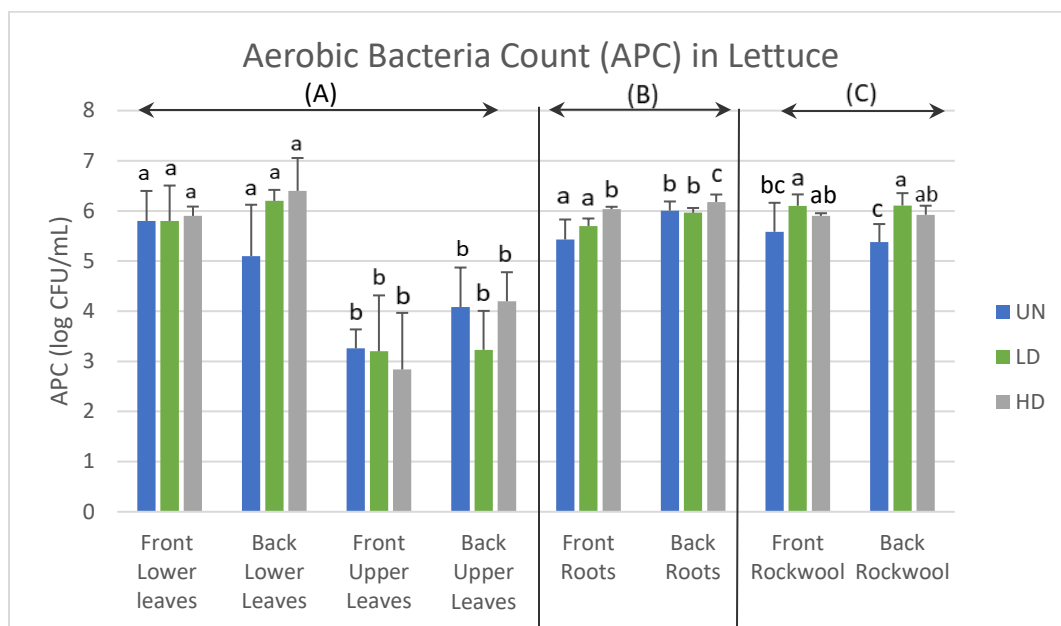 Aerobic Bacteria Count (APC) in Lettuce
(A) (B) (C)
APC (log CFU/mL)
8
7
6
5
4
3
2
1
0
a a a a a a b b b b b b a a b b b c bc a ab c a ab
UN
LD
HD
Front Lower leaves
Back Lower Leaves
Front Upper Leaves
Back Upper Leaves
Front Roots
Back Roots
Front Rockwool
Back Rockwool